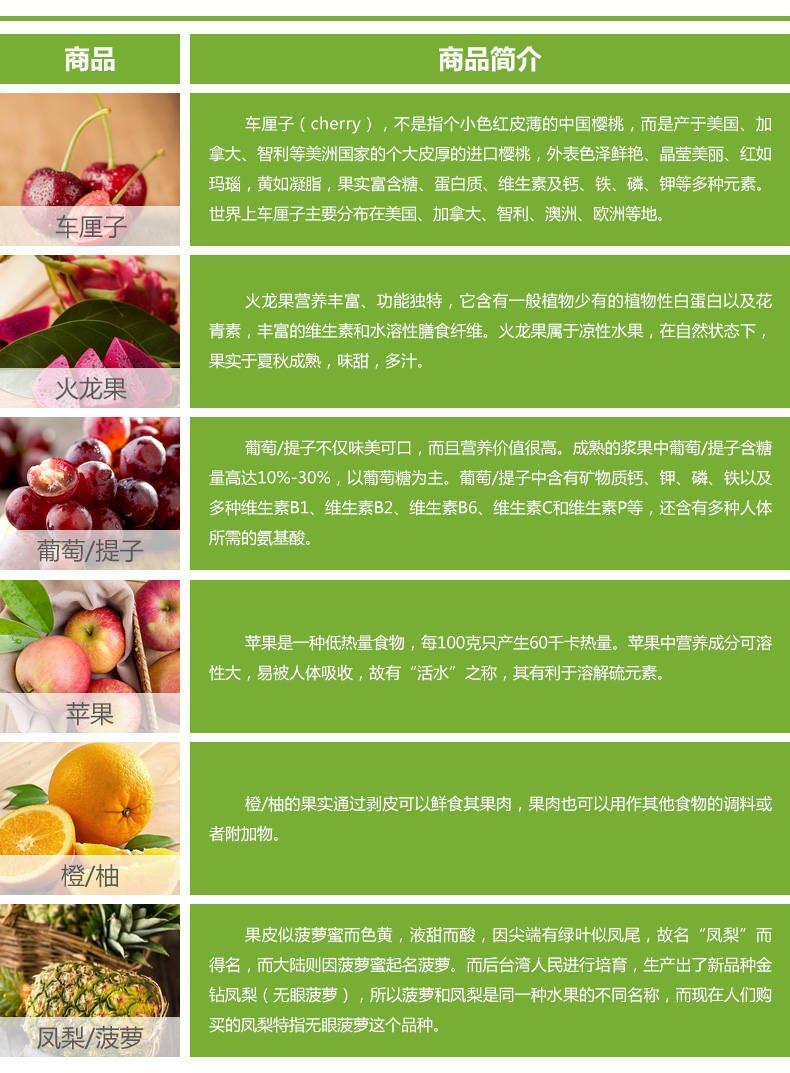 商品
商品简介
车厘子（cherry），不是指个小色红皮薄的中国樱桃，而是产于美国、加
拿大、智利等美洲国家的个大皮厚的进口樱桃，外表色泽鲜艳、晶莹美丽、红如
玛瑙，黄如凝脂，果实富含糖、蛋白质、维生素及钙、铁、磷、钾等多种元素。
世界上车厘子主要分布在美国、加拿大、智利、澳洲、欧洲等地。
车厘子
火龙果营养丰富、功能独特，它含有一般植物少有的植物性白蛋白以及花
青素，丰富的维生素和水溶性膳食纤维。火龙果属于凉性水果，在自然状态下，
果实于夏秋成熟，味甜，多汁。
火龙果
葡萄/提子不仅味美可口，而且营养价值很高。成熟的浆果中葡萄/提子含糖
量高达10%-30%，以葡萄糖为主。葡萄/提子中含有矿物质钙、钾、磷、铁以及
多种维生素B1、维生素B2、维生素B6、维生素C和维生素P等，还含有多种人体
所需的氨基酸。
葡萄/提子
苹果是一种低热量食物，每100克只产生60千卡热量。苹果中营养成分可溶
性大，易被人体吸收，故有“活水”之称，其有利于溶解硫元素。
苹果
橙/柚的果实通过剥皮可以鲜食其果肉，果肉也可以用作其他食物的调料或
者附加物。
橙/柚
果皮似菠萝蜜而色黄，液甜而酸，因尖端有绿叶似凤尾，故名“凤梨”而
得名，而大陆则因菠萝蜜起名菠萝。而后台湾人民进行培育，生产出了新品种金
钻凤梨（无眼菠萝），所以菠萝和凤梨是同一种水果的不同名称，而现在人们购
买的凤梨特指无眼菠萝这个品种。
凤梨/菠萝